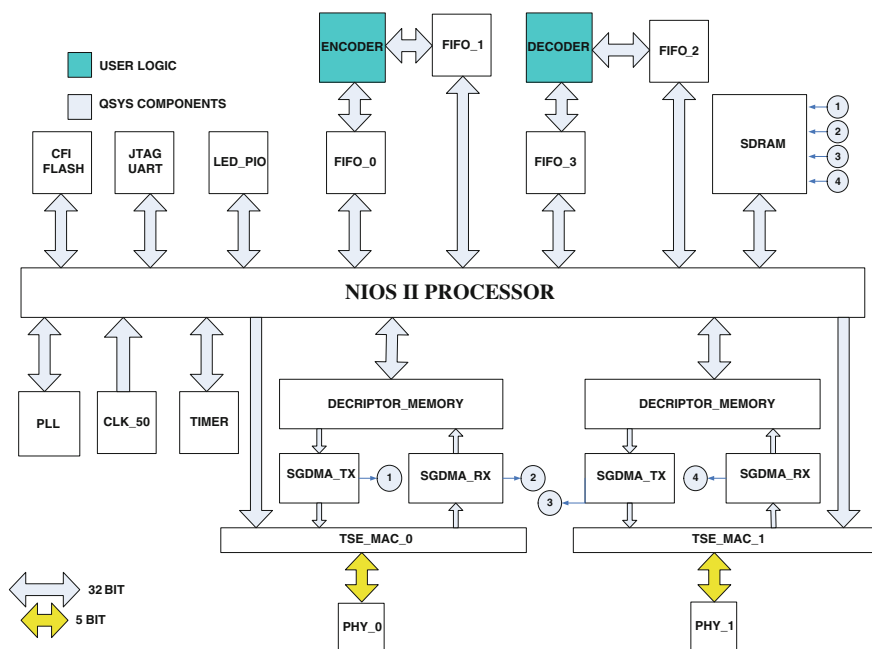 USER LOGIC
QSYS COMPONENTS
ENCODER
FIFO_1
DECODER
FIFO_2
CFI
FLASH
JTAG
UART
LED_PIO
FIFO_0
FIFO_3
SDRAM
1
2
3
4
NIOS II PROCESSOR
PLL
CLK_50
TIMER
DECRIPTOR_MEMORY
DECRIPTOR_MEMORY
SGDMA_TX
1
SGDMA_RX
2
3
SGDMA_TX
4
SGDMA_RX
TSE_MAC_0
TSE_MAC_1
32 BIT
5 BIT
PHY_0
PHY_1